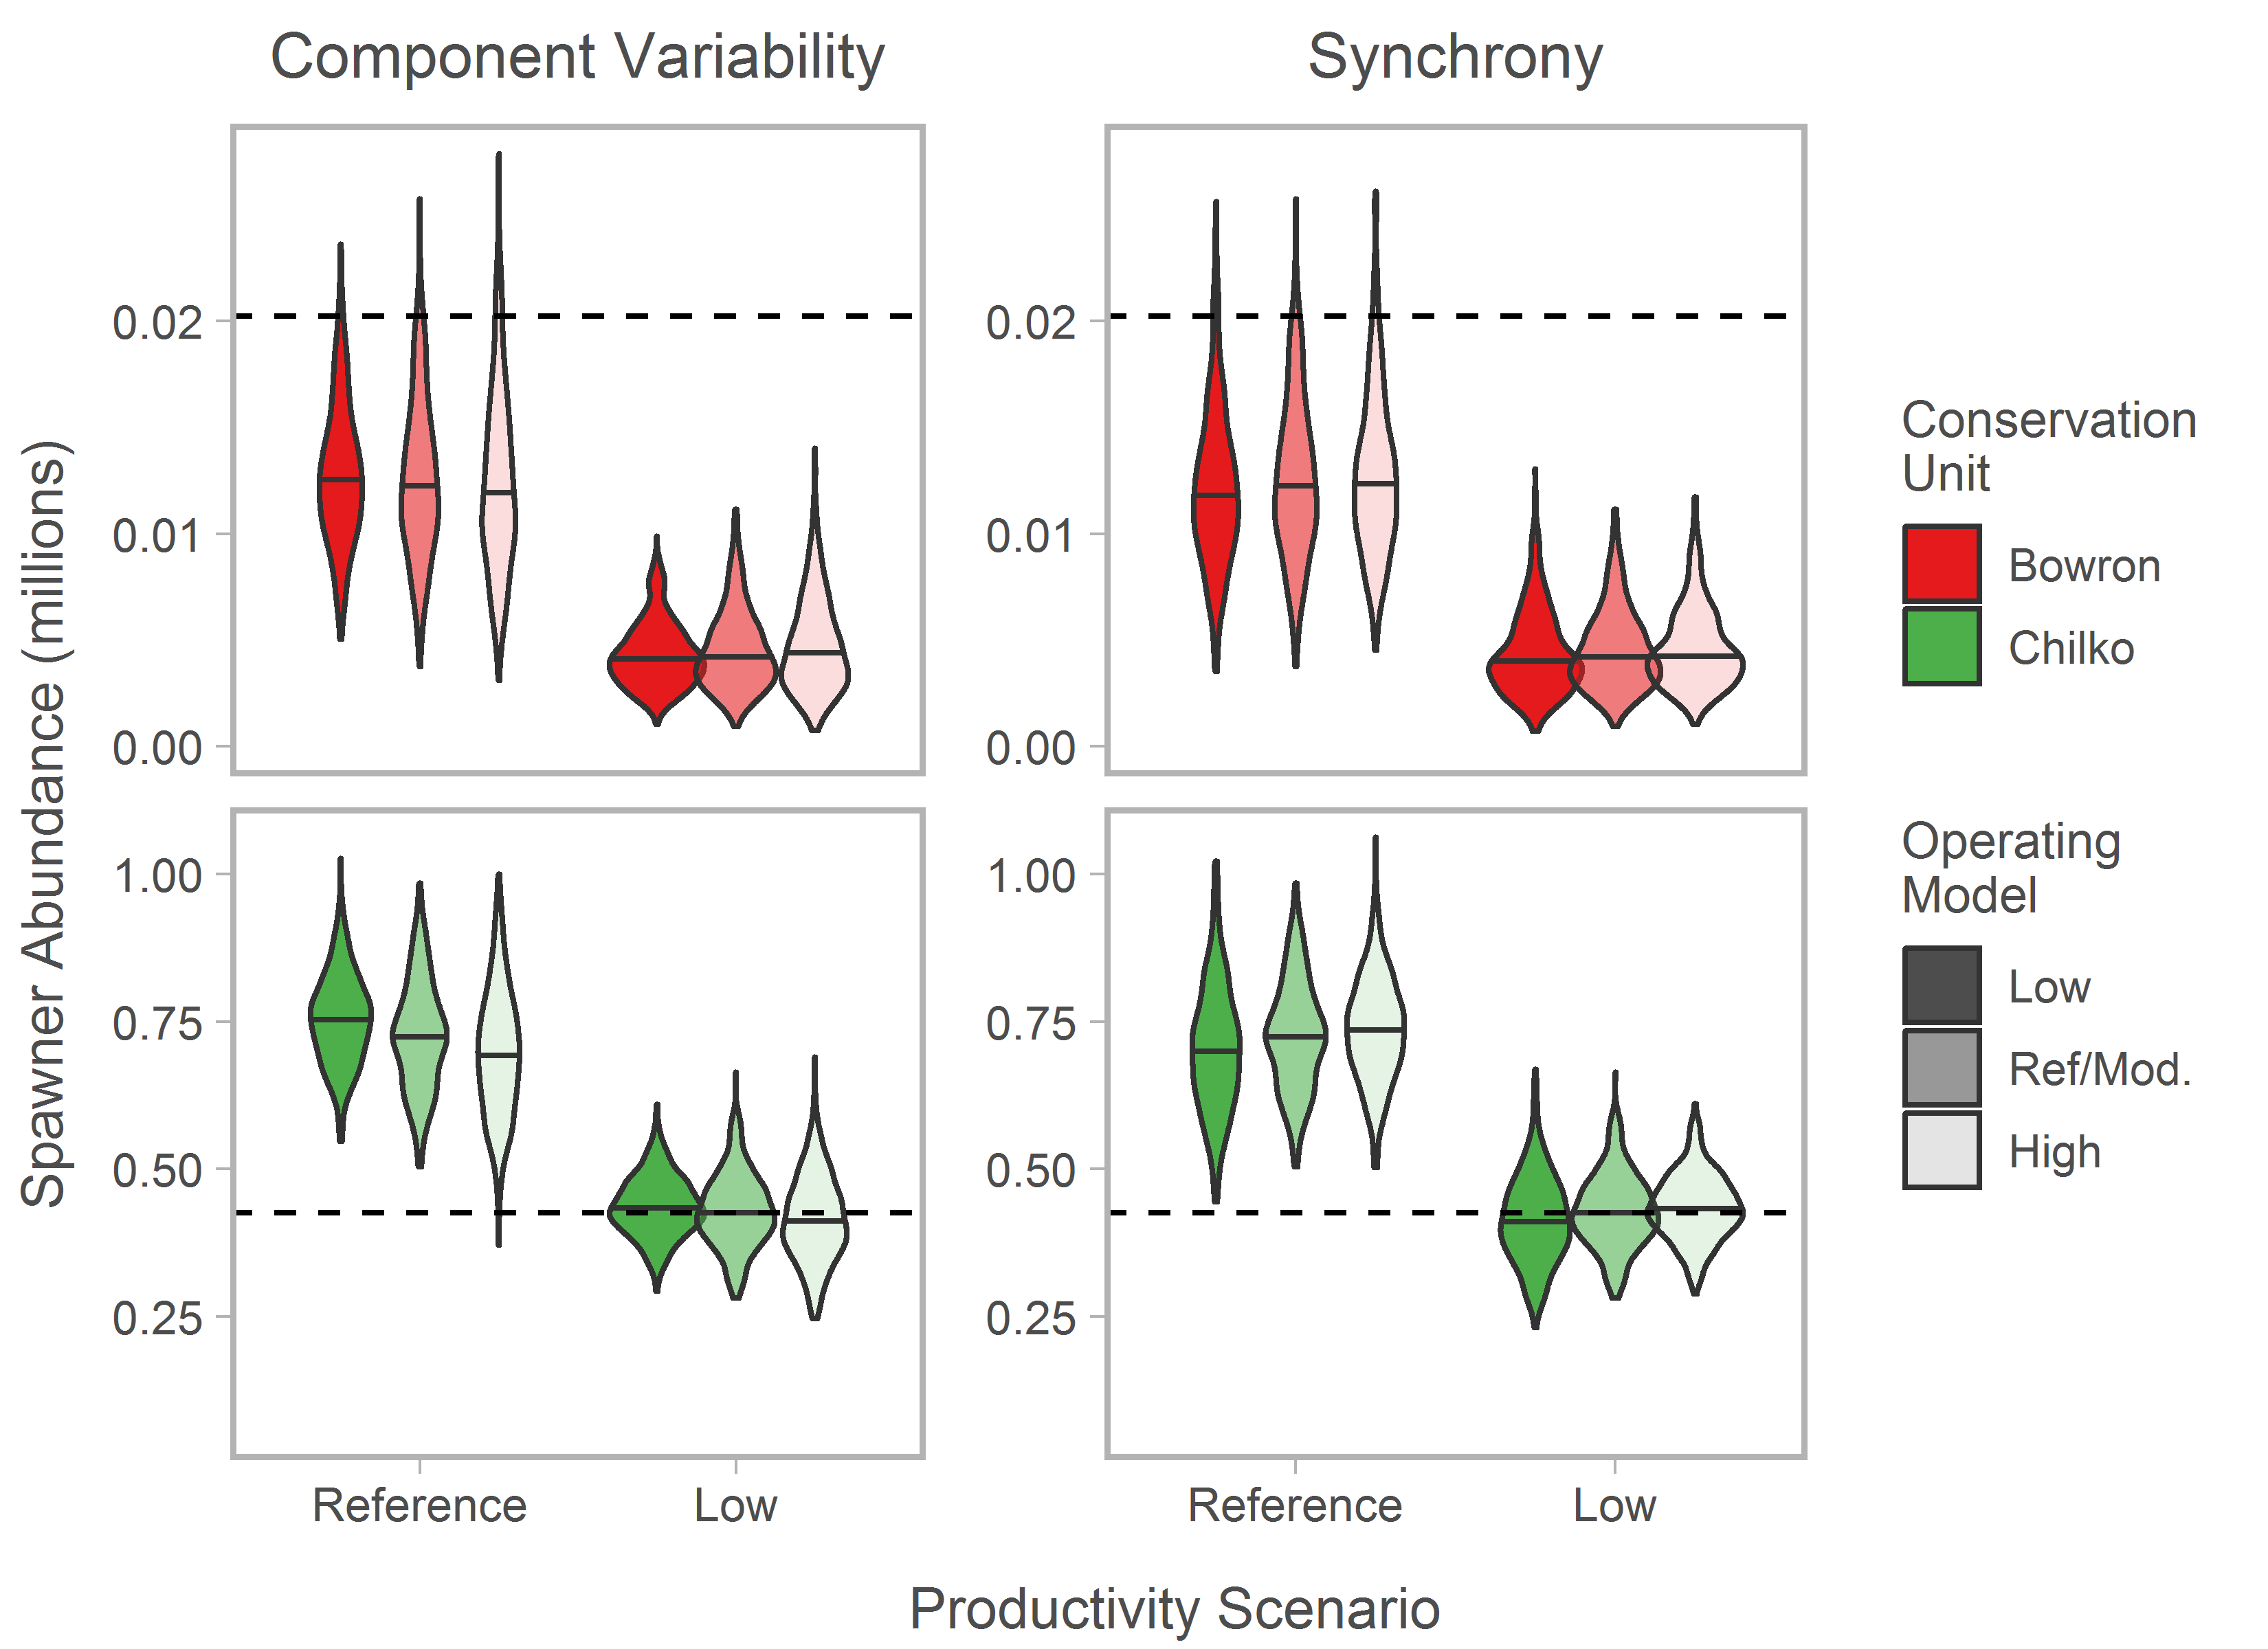 Component Variability
Synchrony
Spawner Abundance (millions)
0.02
0.01
0.00
0.02
0.01
0.00
1.00
0.75
0.50
0.25
1.00
0.75
0.50
0.25
Reference
Low
Reference
Low
Productivity Scenario
Conservation
Unit
Bowron
Chilko
Operating
Model
Low
Ref/Mod.
High